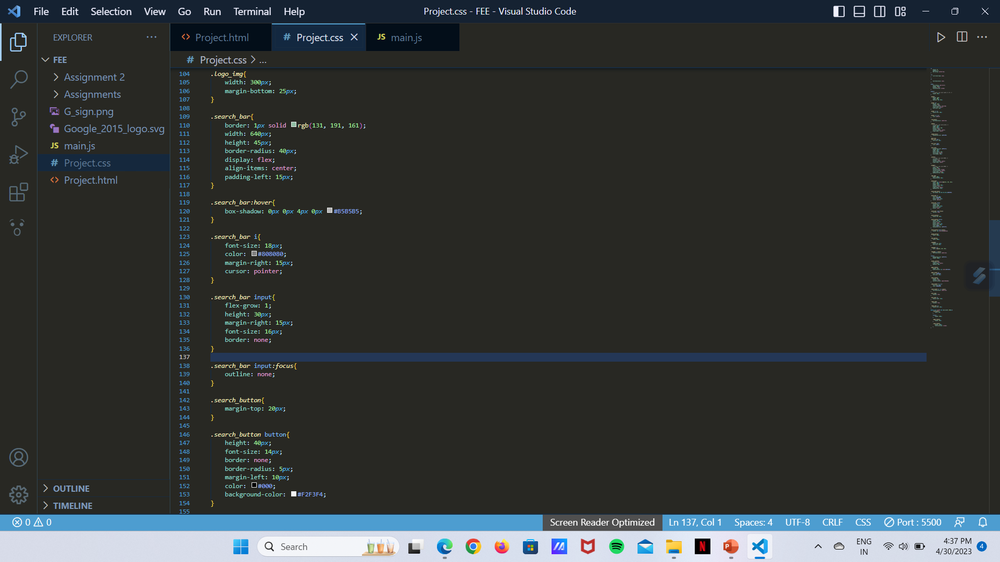 File Edit Selection View Go Run Terminal Help
Project.css - FEE - Visual Studio Code
EXPLORER
FEE
Assignment 2
Assignments
G_sign.png
Google_2015_logo.svg
JS main.js
# Project.css
<> Project.html
OUTLINE
TIMELINE
<> Project.html # Project.css JS main.js
# Project.css > ...
104 .logo_img{
105 width: 300px;
106 margin-bottom: 25px;
107 }
108
109 .search_bar{
110 border: 1px solid rgb(131, 191, 161);
111 width: 640px;
112 height: 45px;
113 border-radius: 40px;
114 display: flex;
115 align-items: center;
116 padding-left: 15px;
117 }
118
119 .search_bar:hover{
120 box-shadow: 0px 0px 4px 0px #B5B5B5;
121 }
122
123 .search_bar i{
124 font-size: 18px;
125 color: #808080;
126 margin-right: 15px;
127 cursor: pointer;
128 }
129
130 .search_bar input{
131 flex-grow: 1;
132 height: 30px;
133 margin-right: 15px;
134 font-size: 16px;
135 border: none;
136 }
137
138 .search_bar input:focus{
139 outline: none;
140 }
141
142 .search_button{
143 margin-top: 20px;
144 }
145
146 .search_button button{
147 height: 40px;
148 font-size: 14px;
149 border: none;
150 border-radius: 5px;
151 margin-left: 10px;
152 color: #000;
153 background-color: #F2F3F4;
154 }
155
0 0
Screen Reader Optimized Ln 137, Col 1 Spaces: 4 UTF-8 CRLF CSS Port : 5500
Search
N
P
ENG
IN
4:37 PM
4/30/2023
4